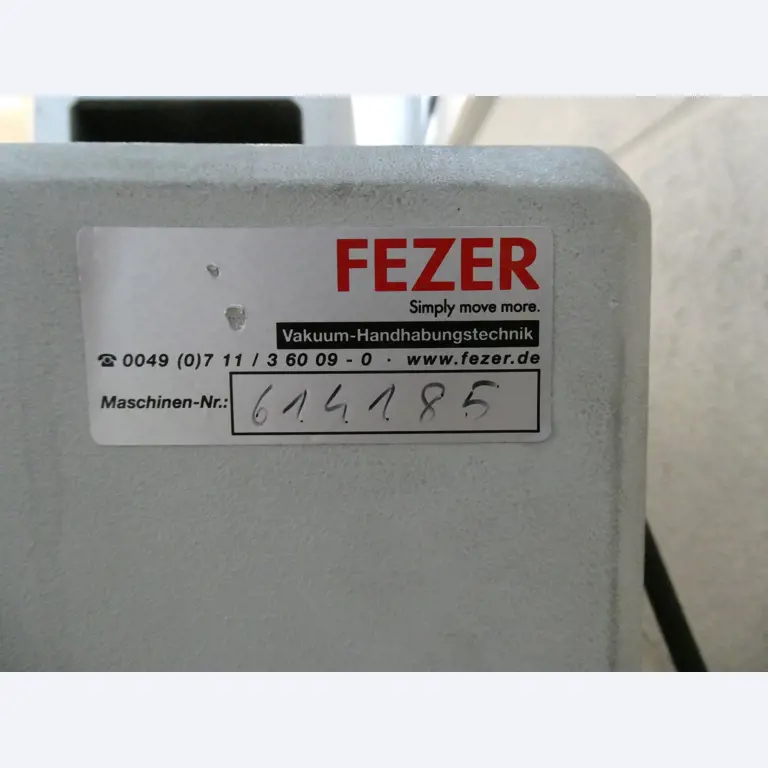 FEZER
Simply move more.
Vakuum-Handhabungstechnik
☎ 0049 (0)7 11 / 3 60 09 - 0 · www.fezer.de
Maschinen-Nr.: 614185